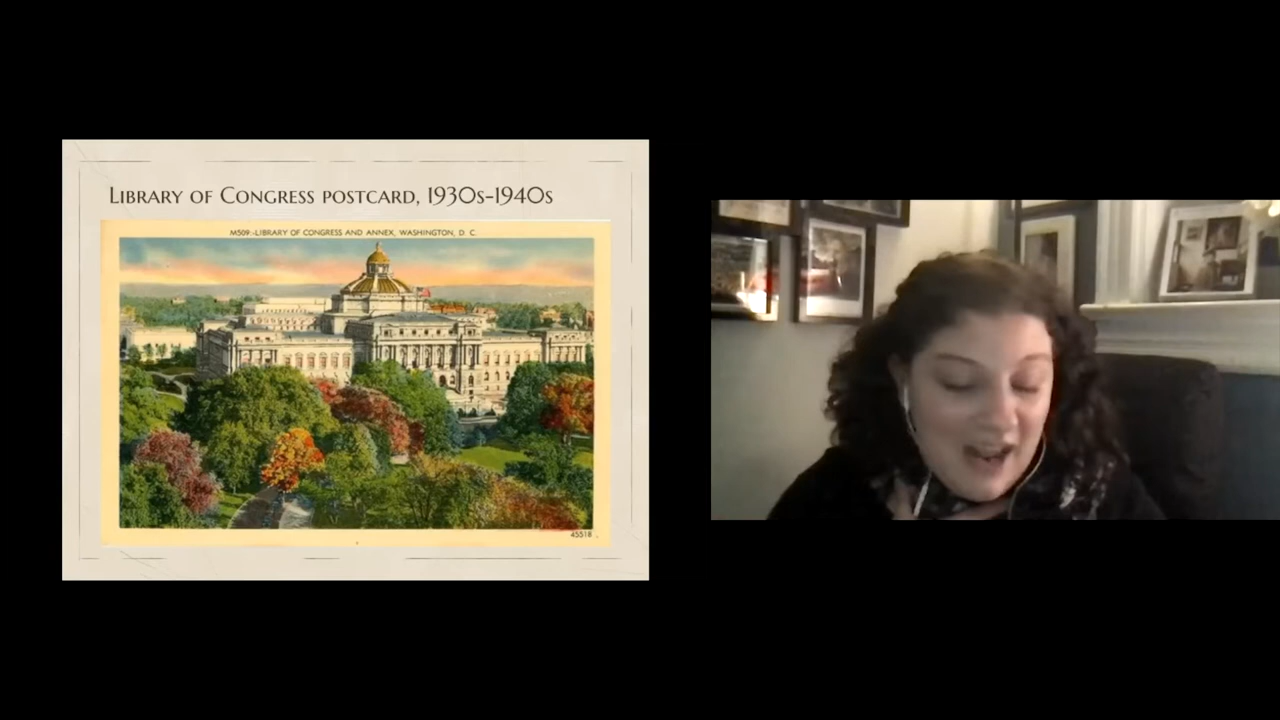 Library of Congress postcard, 1930s-1940s
M509:-LIBRARY OF CONGRESS AND ANNEX, WASHINGTON, D. C.
45518